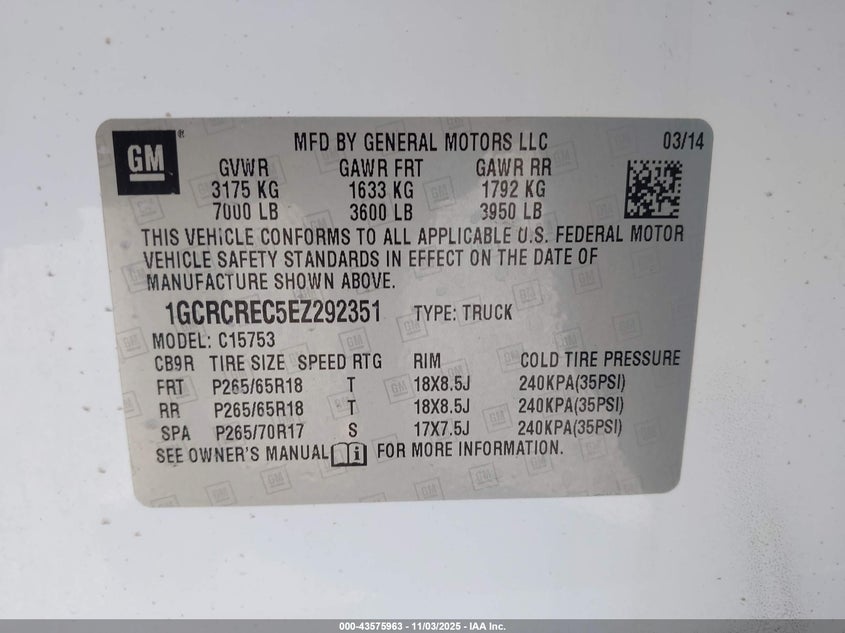 GM
®
MFD BY GENERAL MOTORS LLC 03/14
GVWR GAWR FRT GAWR RR
3175 KG 1633 KG 1792 KG
7000 LB 3600 LB 3950 LB
THIS VEHICLE CONFORMS TO ALL APPLICABLE U.S. FEDERAL MOTOR
VEHICLE SAFETY STANDARDS IN EFFECT ON THE DATE OF
MANUFACTURE SHOWN ABOVE.
1GCRCREC5EZ292351 TYPE: TRUCK
MODEL: C15753
CB9R TIRE SIZE SPEED RTG RIM COLD TIRE PRESSURE
FRT P265/65R18 T 18X8.5J 240KPA(35PSI)
RR P265/65R18 T 18X8.5J 240KPA(35PSI)
SPA P265/70R17 S 17X7.5J 240KPA(35PSI)
SEE OWNER'S MANUAL i FOR MORE INFORMATION.
000-43575963 - 11/03/2025 - IAA Inc.